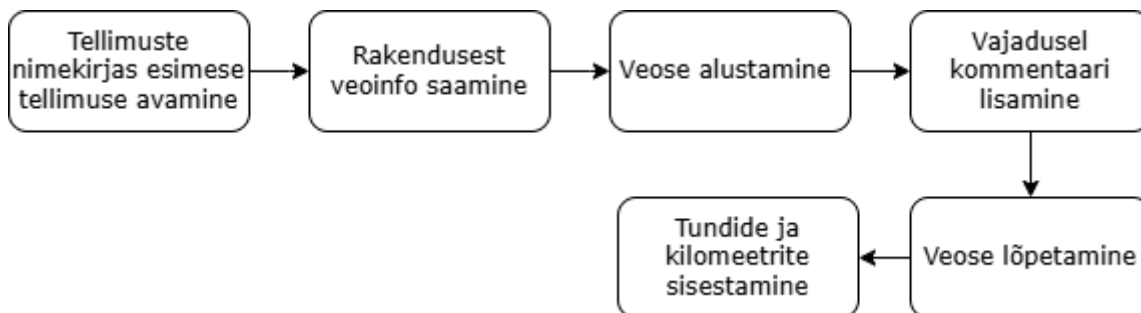 Tellimuste
nimekirjas esimese
tellimuse avamine
Rakendusest
veoinfo saamine
Veose alustamine
Vajadusel
kommentaari
lisamine
Veose lõpetamine
Tundide ja
kilomeetrite
sisestamine